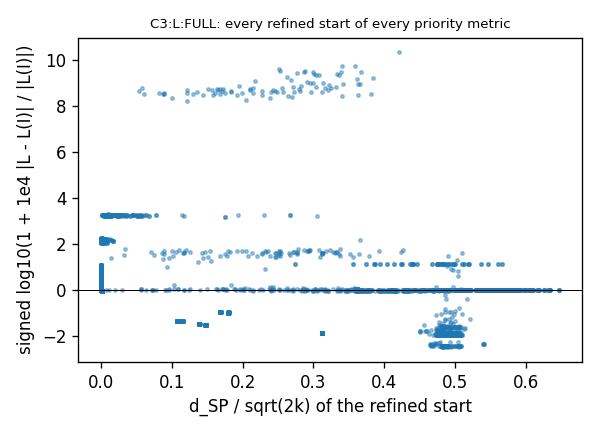 C3:L:FULL: every refined start of every priority metric
signed log10(1 + 1e4 |L - L(I)| / |L(I)|)
10
8
6
4
2
0
−2
0.0 0.1 0.2 0.3 0.4 0.5 0.6
d_SP / sqrt(2k) of the refined start